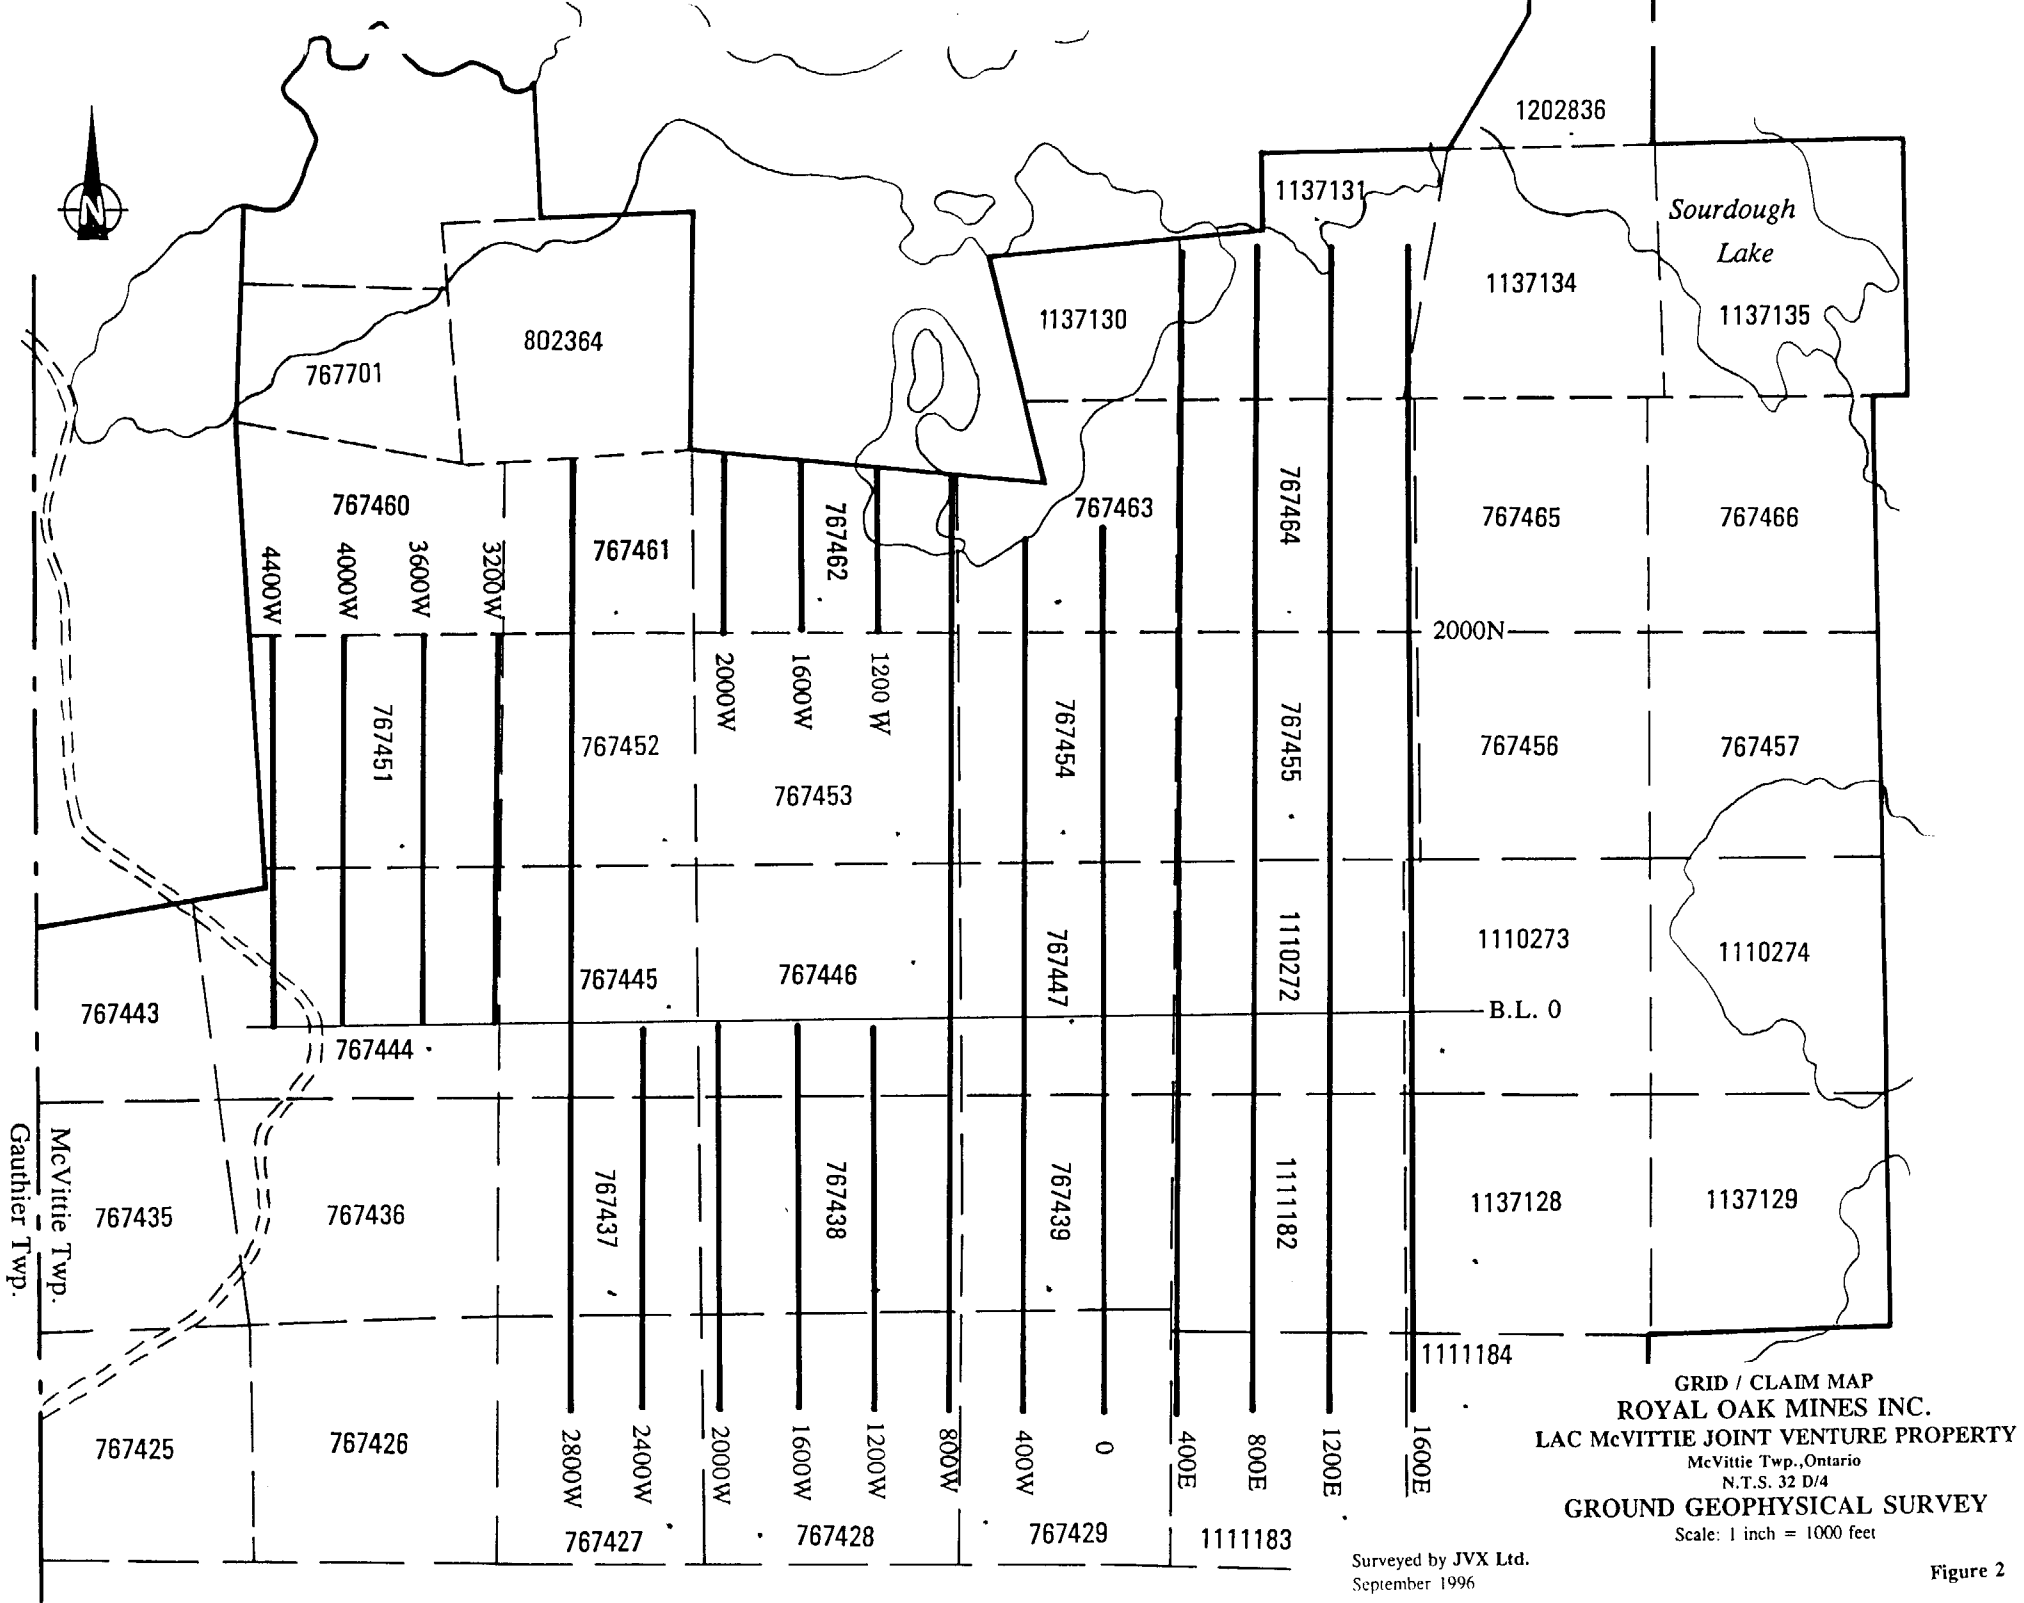 1202836
1137131
N
Sourdough
Lake
1137134
1137135
1137130
802364
767701
767460
767461
767462
767463
767464
767465
767466
4400W
4000W
3600W
3200W
2000N
2000W
1600W
1200 W
767451
767452
767453
767454
767455
767456
767457
767443
767444
767445
767446
767447
1110272
1110273
1110274
B.L. 0
McVittie Twp.
Gauthier Twp.
767435
767436
767437
767438
767439
1111182
1137128
1137129
1111184
767425
767426
2800W
2400W
2000W
1600W
1200W
800W
400W
0
400E
800E
1200E
1600E
767427
767428
767429
1111183
GRID / CLAIM MAP
ROYAL OAK MINES INC.
LAC McVITTIE JOINT VENTURE PROPERTY
McVittie Twp.,Ontario
N.T.S. 32 D/4
GROUND GEOPHYSICAL SURVEY
Scale: 1 inch = 1000 feet
Surveyed by JVX Ltd.
September 1996
Figure 2